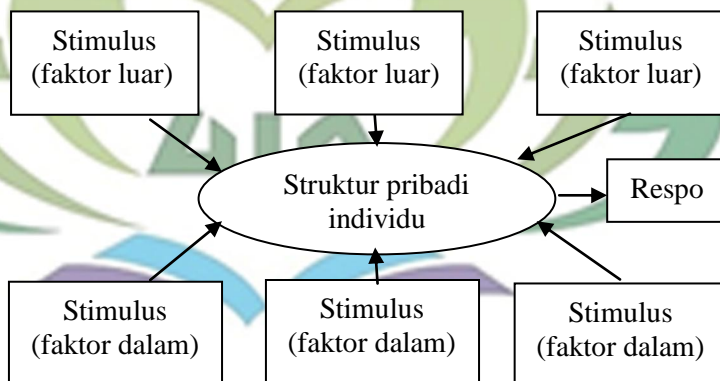 Stimulus
(faktor luar)
Stimulus
(faktor luar)
Stimulus
(faktor luar)
Struktur pribadi
individu
Respo
Stimulus
(faktor dalam)
Stimulus
(faktor dalam)
Stimulus
(faktor dalam)